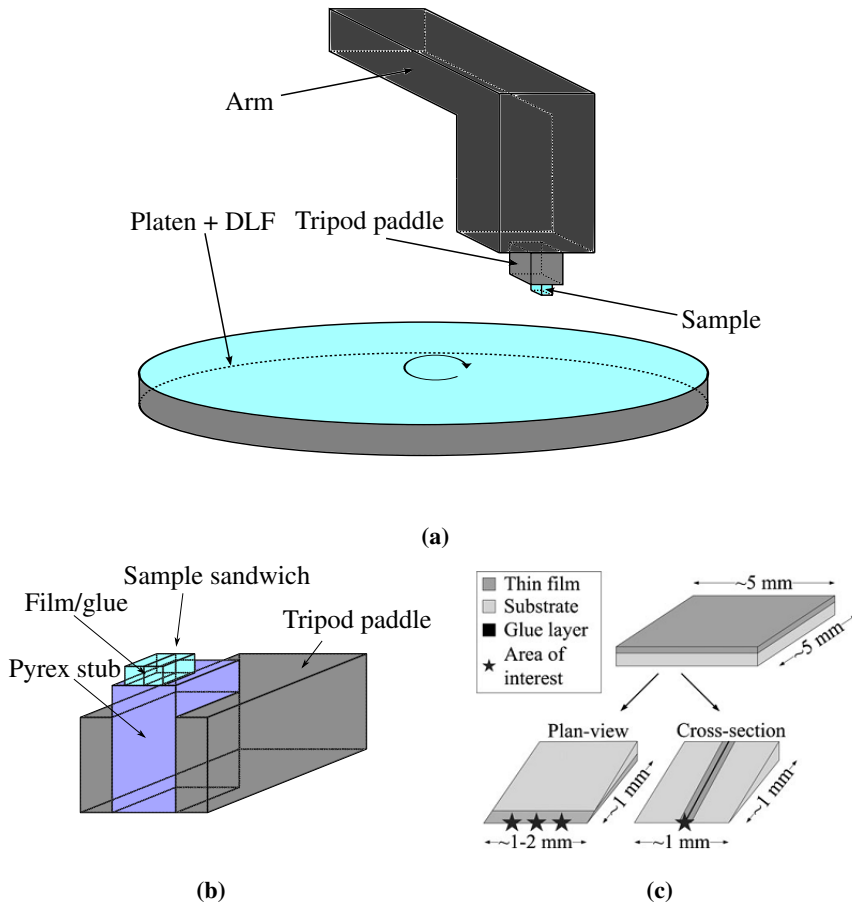 Arm
Platen + DLF
Tripod paddle
Sample
(a)
Sample sandwich
Film/glue
Tripod paddle
Pyrex stub
(b)
Thin film
Substrate
Glue layer
Area of
interest
~5 mm
~5 mm
Plan-view
Cross-section
~1 mm
~1-2 mm
~1 mm
~1 mm
(c)